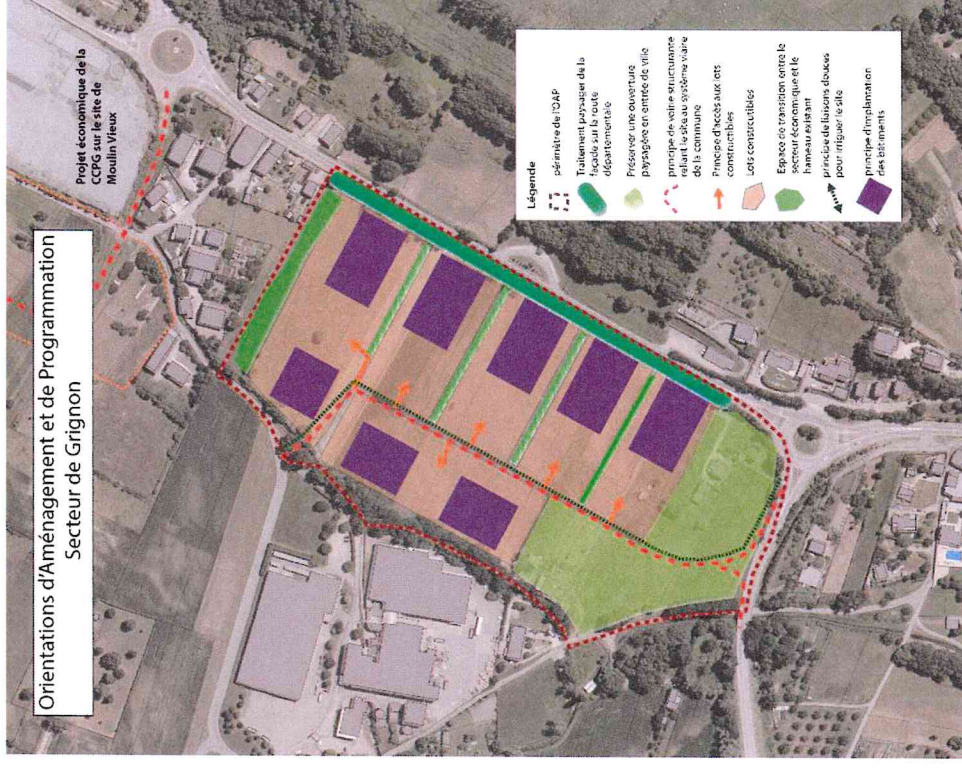 Orientations d'Aménagement et de Programmation
Secteur de Grignon
Projet économique de la
CCPG sur le site de
Moulin Vieux
Légende
périmètre de l'OAP
Traitement paysager de la
façade sur la route
départementale
Préserver une ouverture
paysagère en entrée de ville
principe de voirie structurante
reliant le site au système viaire
de la commune
Principe d'accès aux lots
constructibles
Lots constrcutibles
Espace de transition entre le
secteur économique et le
hameau existant
principe de liaisons douces
pour irriguer le site
principe d'implantation
des bâtiments